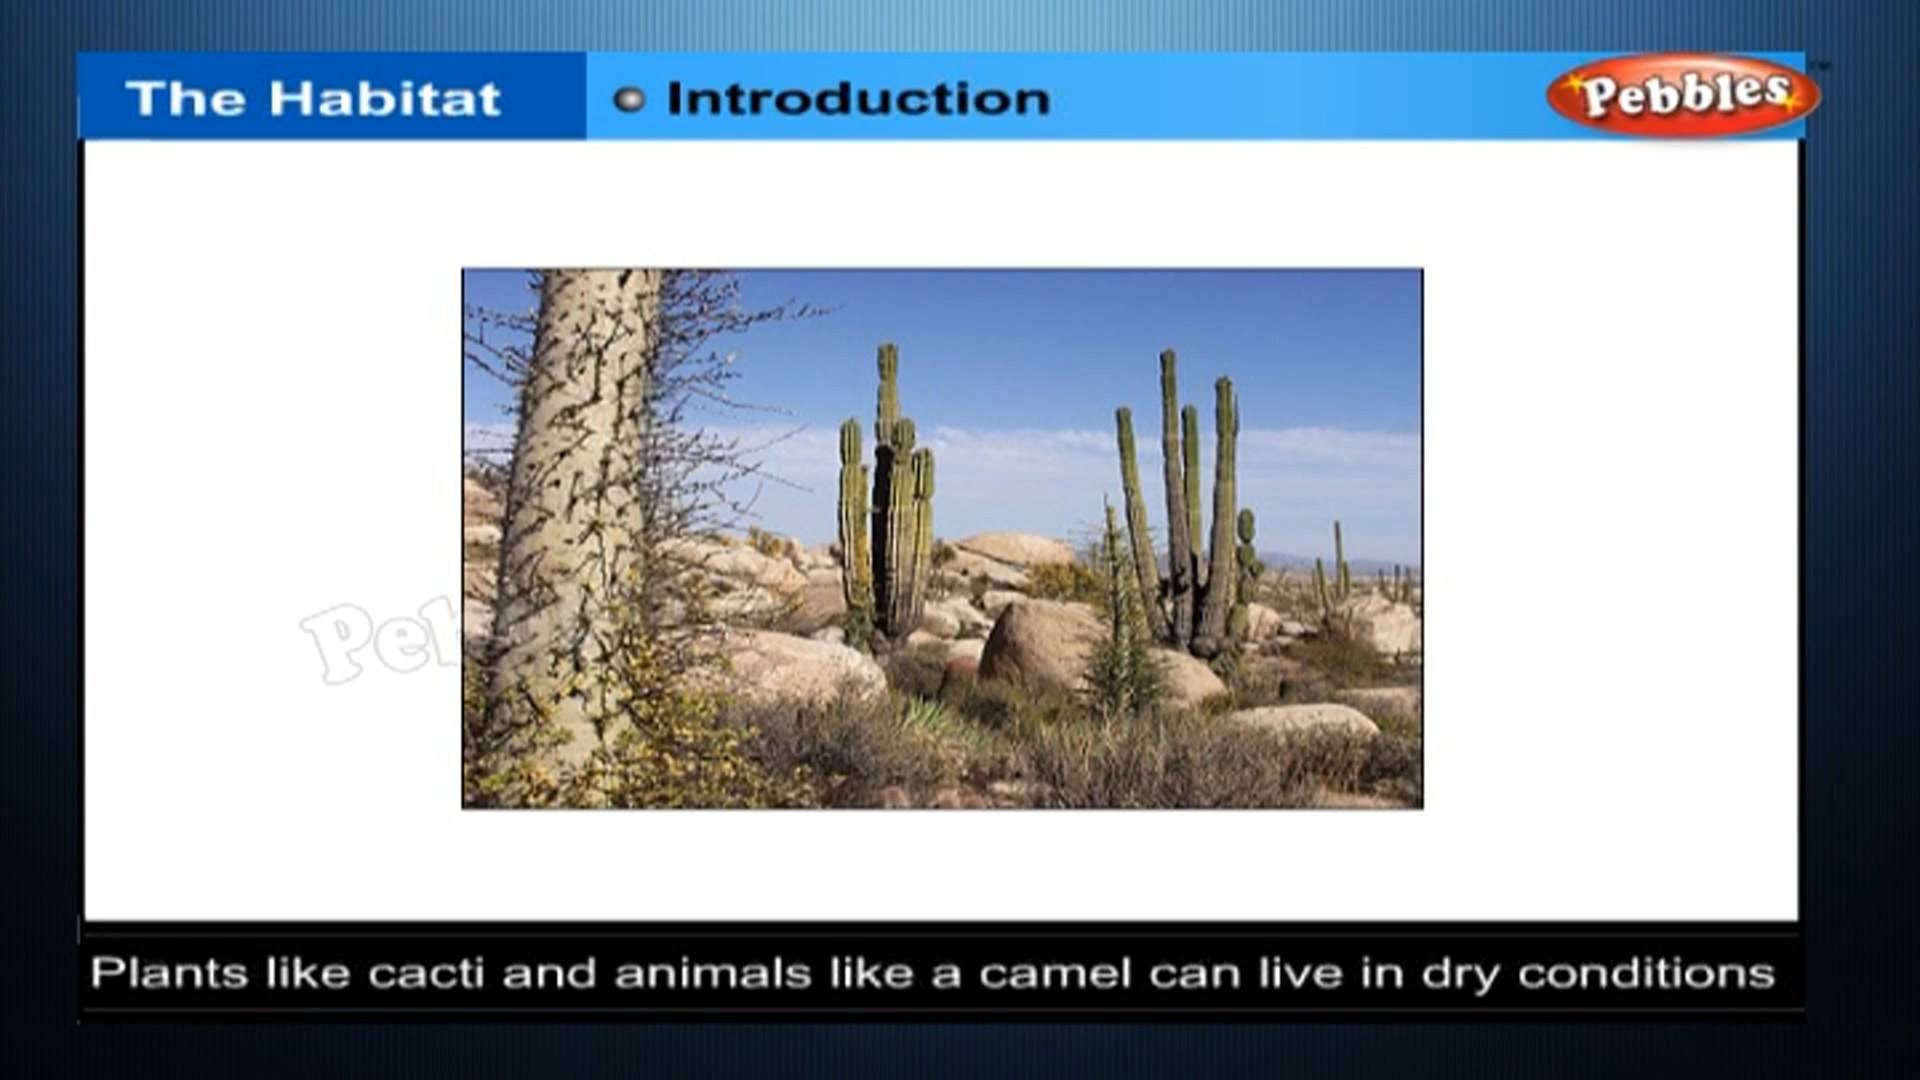 The Habitat
Introduction
Pebbles
Plants like cacti and animals like a camel can live in dry conditions